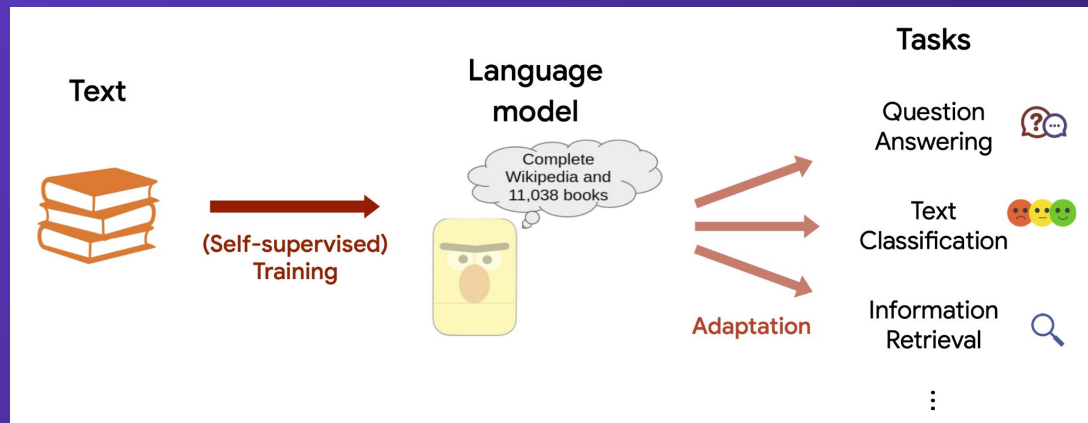 Text
(Self-supervised)
Training
Language
model
Complete
Wikipedia and
11,038 books
Adaptation
Tasks
Question
Answering
?
Text
Classification
Information
Retrieval
⋮